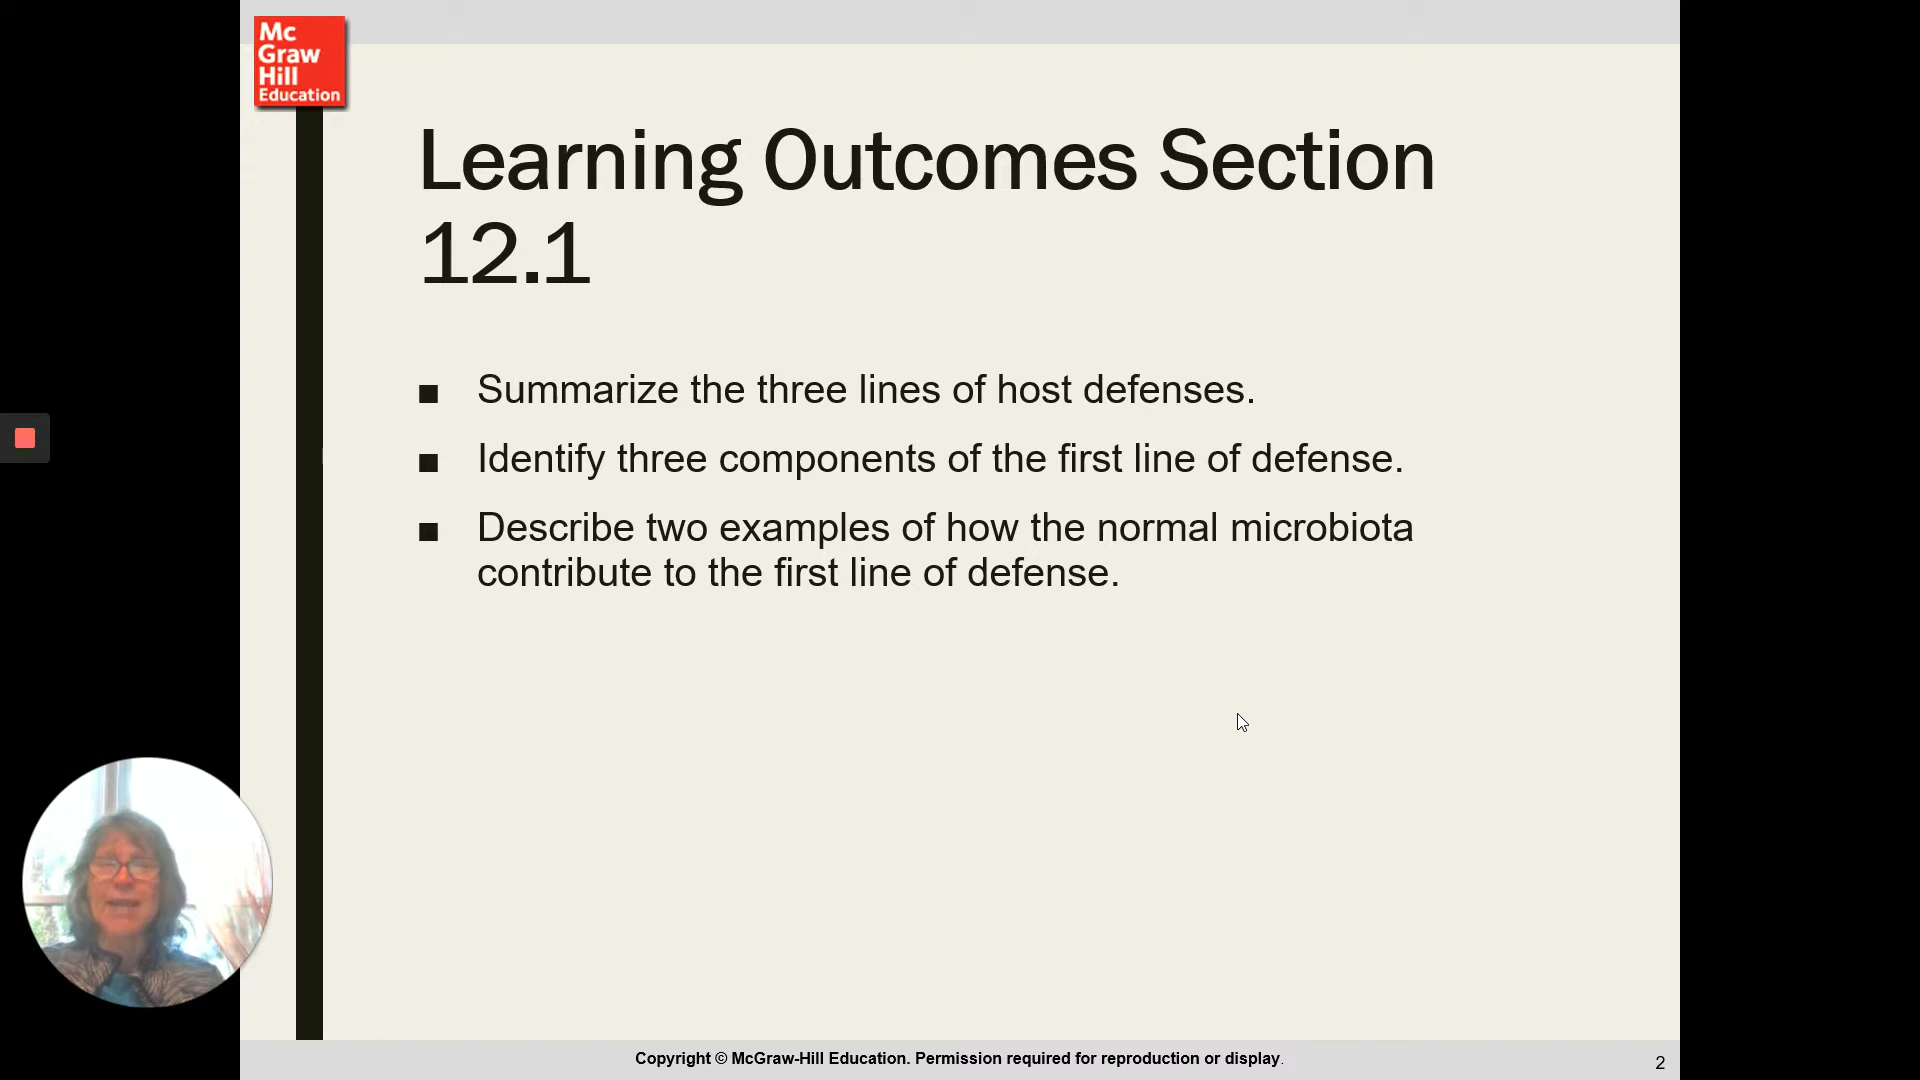 Mc
Graw
Hill
Education
Learning Outcomes Section
12.1
■ Summarize the three lines of host defenses.
■ Identify three components of the first line of defense.
■ Describe two examples of how the normal microbiota
contribute to the first line of defense.
Copyright © McGraw-Hill Education. Permission required for reproduction or display.
2